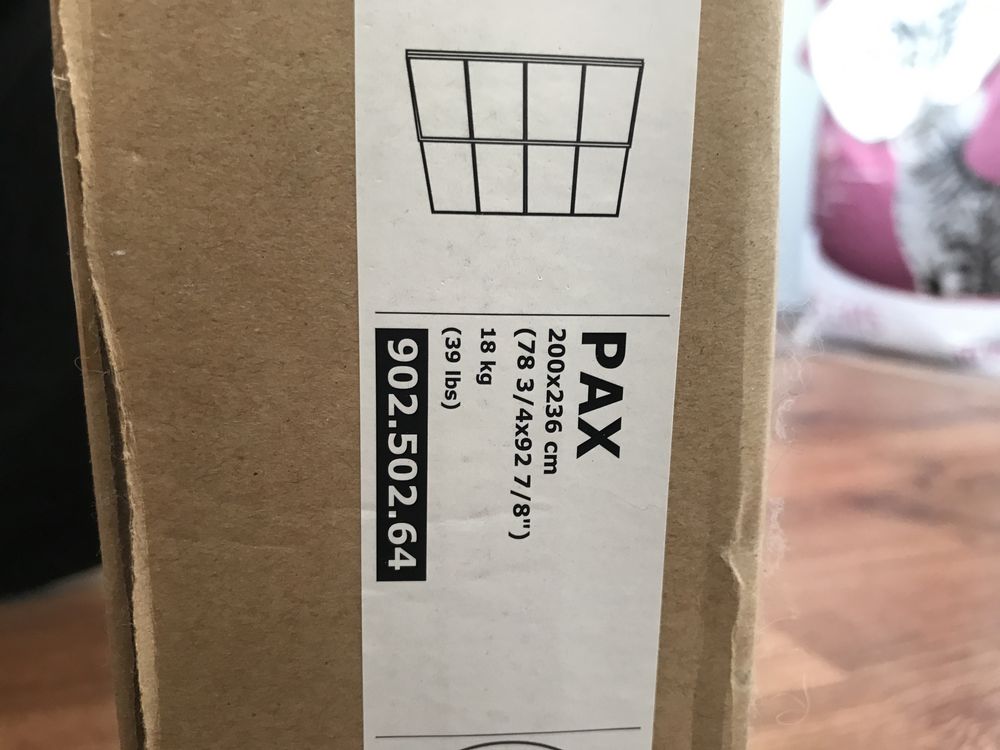 PAX
200x236 cm
(78 3/4x92 7/8")
18 kg
(39 lbs)
902.502.64